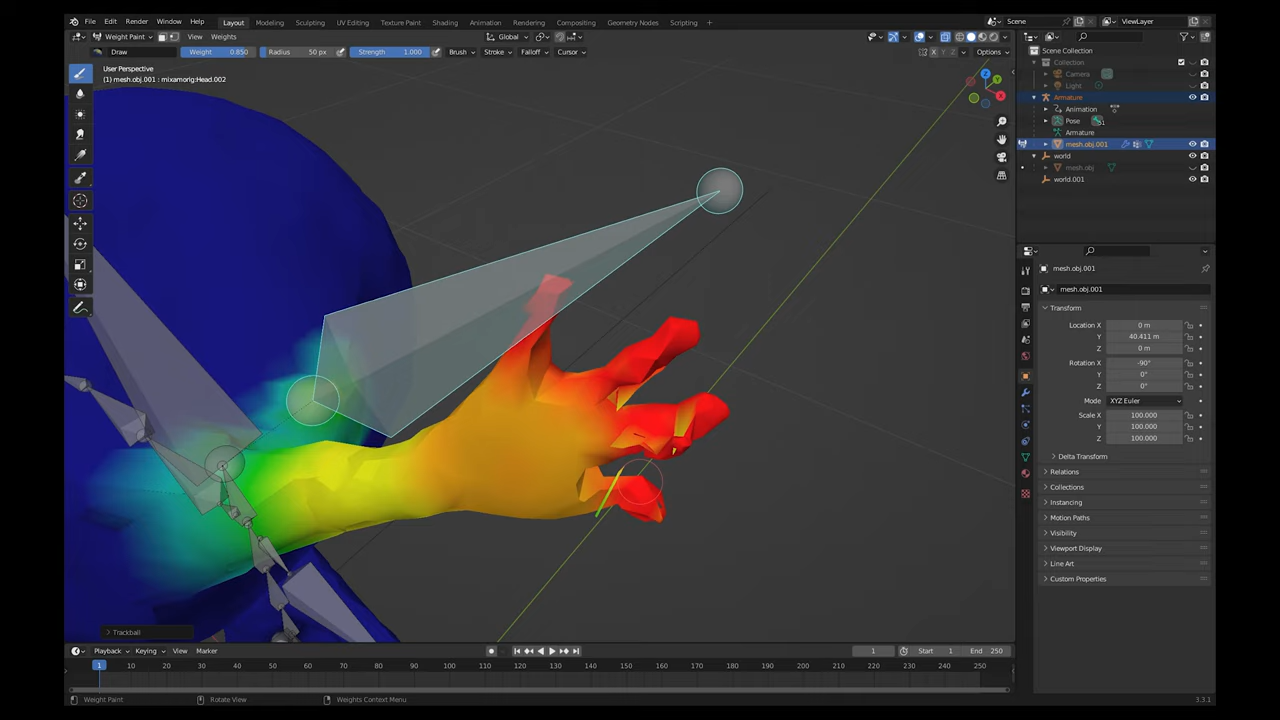 File Edit Render Window Help Layout Modeling Sculpting UV Editing Texture Paint Shading Animation Rendering Compositing Geometry Nodes Scripting + Scene ViewLayer
Weight Paint View Weights Global
Draw Weight 0.850 Radius 50 px Strength 1.000 Brush Stroke Falloff Cursor X Y Z Options
User Perspective
(1) mesh.obj.001 : mixamorig:Head.002
Z
Y
X
Trackball
Scene Collection
Collection
Camera
Light
Armature
Animation
Pose
Armature
mesh.obj.001
world
mesh.obj
world.001
mesh.obj.001
mesh.obj.001
Transform
Location X 0 m
Y 40.411 m
Z 0 m
Rotation X -90°
Y 0°
Z 0°
Mode XYZ Euler
Scale X 100.000
Y 100.000
Z 100.000
Delta Transform
Relations
Collections
Instancing
Motion Paths
Visibility
Viewport Display
Line Art
Custom Properties
Playback Keying View Marker 1 Start 1 End 250
1 10 20 30 40 50 60 70 80 90 100 110 120 130 140 150 160 170 180 190 200 210 220 230 240 250
Weight Paint Rotate View Weights Context Menu 3.3.1